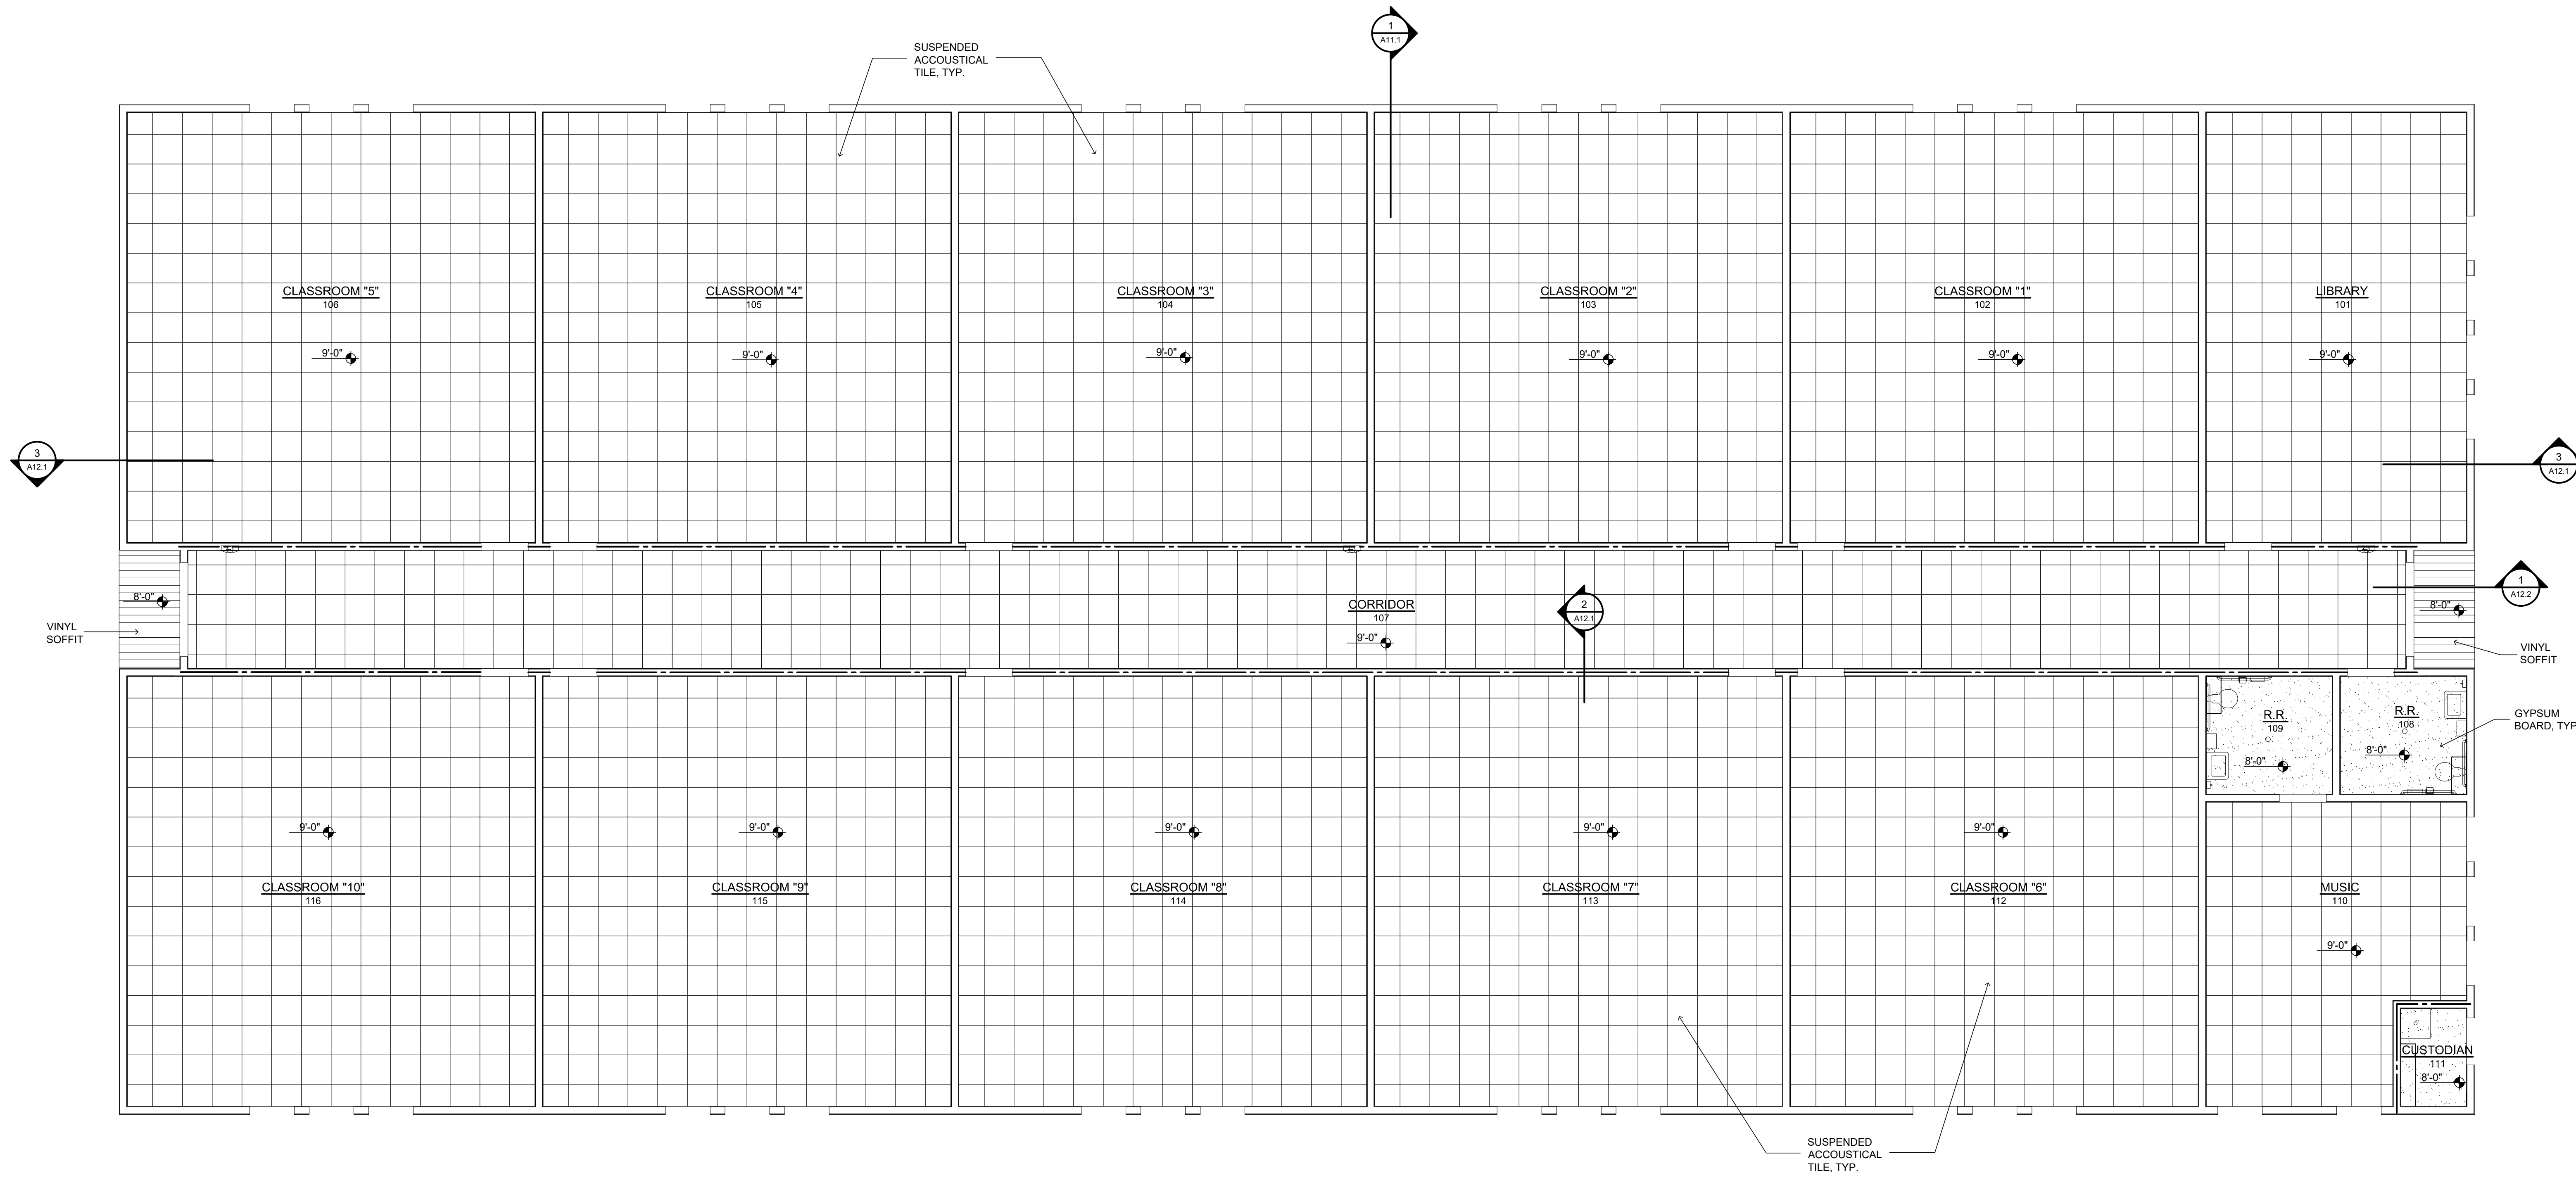 1
A11.1
SUSPENDED
ACCOUSTICAL
TILE, TYP.
CLASSROOM "5"
106
9'-0"
CLASSROOM "4"
105
9'-0"
CLASSROOM "3"
104
9'-0"
CLASSROOM "2"
103
9'-0"
CLASSROOM "1"
102
9'-0"
LIBRARY
101
9'-0"
3
A12.1
3
A12.1
1
A12.2
8'-0"
VINYL
SOFFIT
CORRIDOR
107
9'-0"
2
A12.1
8'-0"
VINYL
SOFFIT
R.R.
109
8'-0"
R.R.
108
8'-0"
GYPSUM
BOARD, TYP
9'-0"
CLASSROOM "10"
116
9'-0"
CLASSROOM "9"
115
9'-0"
CLASSROOM "8"
114
9'-0"
CLASSROOM "7"
113
9'-0"
CLASSROOM "6"
112
MUSIC
110
9'-0"
CUSTODIAN
111
8'-0"
SUSPENDED
ACCOUSTICAL
TILE, TYP.